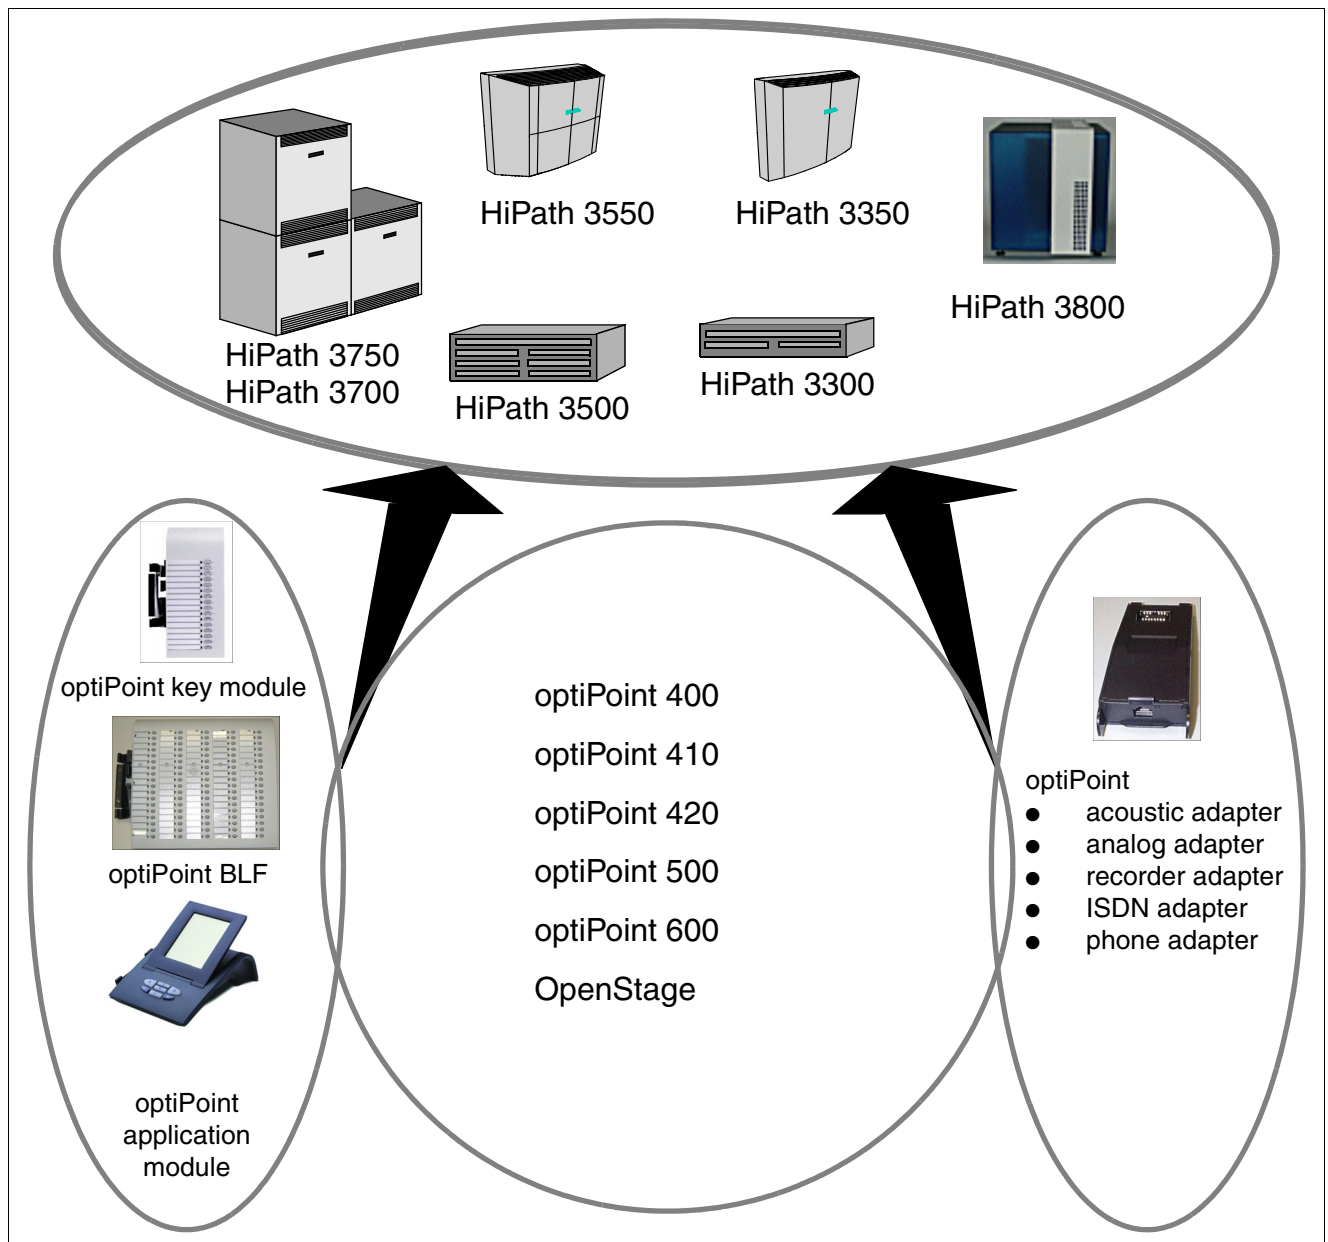 HiPath 3550
HiPath 3350
HiPath 3800
HiPath 3750
HiPath 3700
HiPath 3500
HiPath 3300
optiPoint key module
optiPoint BLF
optiPoint
application
module
optiPoint 400
optiPoint 410
optiPoint 420
optiPoint 500
optiPoint 600
OpenStage
optiPoint
● acoustic adapter
● analog adapter
● recorder adapter
● ISDN adapter
● phone adapter